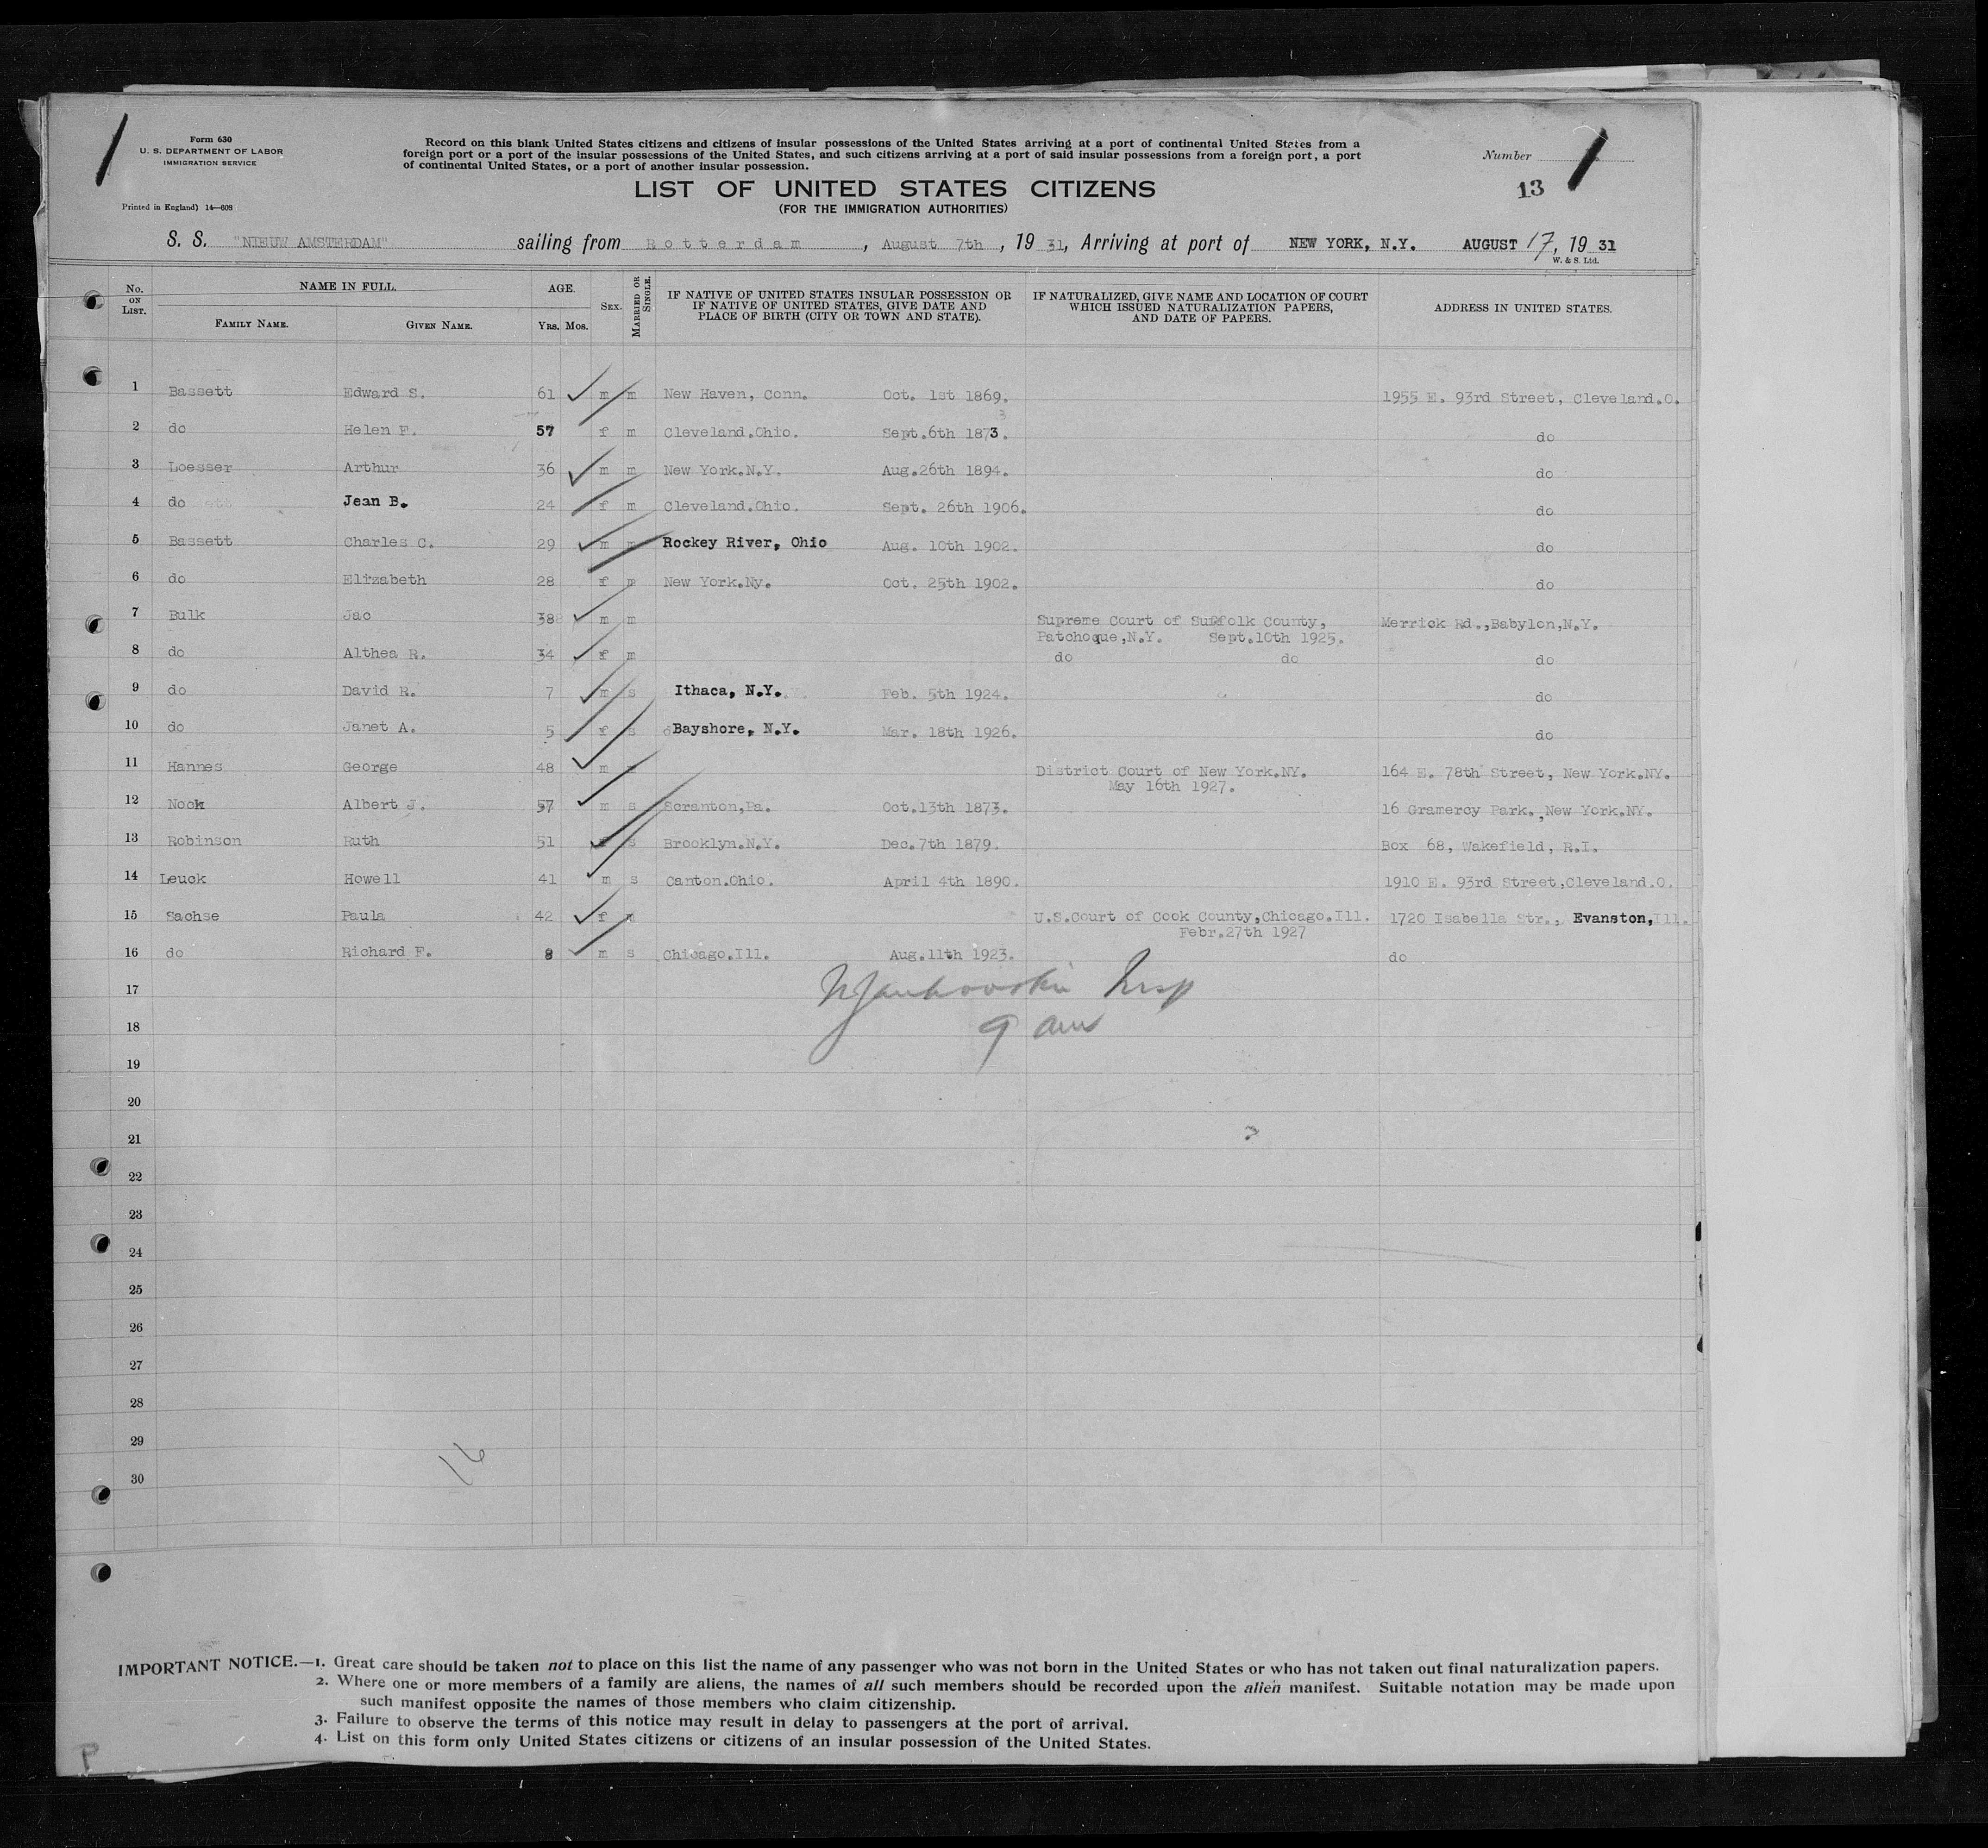 Form 630
U. S. DEPARTMENT OF LABOR
IMMIGRATION SERVICE
Printed in England) 14—608
Record on this blank United States citizens and citizens of insular possessions of the United States arriving at a port of continental United States from a
foreign port or a port of the insular possessions of the United States, and such citizens arriving at a port of said insular possessions from a foreign port, a port
of continental United States, or a port of another insular possession.
Number
13
LIST OF UNITED STATES CITIZENS
(FOR THE IMMIGRATION AUTHORITIES)
S. S. "NIEUW AMSTERDAM" sailing from Rotterdam, August 7th, 19 31, Arriving at port of NEW YORK, N.Y. AUGUST 17, 19 31
W. & S. Ltd.
No. ON LIST. NAME IN FULL. FAMILY NAME. GIVEN NAME. AGE. YRS. MOS. SEX. MARRIED OR SINGLE.
IF NATIVE OF UNITED STATES INSULAR POSSESSION OR
IF NATIVE OF UNITED STATES, GIVE DATE AND
PLACE OF BIRTH (CITY OR TOWN AND STATE).
IF NATURALIZED, GIVE NAME AND LOCATION OF COURT
WHICH ISSUED NATURALIZATION PAPERS,
AND DATE OF PAPERS.
ADDRESS IN UNITED STATES.
1 Bassett Edward S. 61 m m New Haven, Conn. Oct. 1st 1869. 1955 E. 93rd Street, Cleveland.O.
2 do Helen E. 57 f m Cleveland.Ohio. Sept.6th 1873. do
3 Loesser Arthur 36 m m New York.N.Y. Aug.26th 1894. do
4 do Jean B. 24 f m Cleveland.Ohio. Sept. 26th 1906. do
5 Bassett Charles C. 29 m m Rockey River, Ohio Aug. 10th 1902. do
6 do Elizabeth 28 f m New York.Ny. Oct. 25th 1902. do
7 Bulk Jac 38 m m Supreme Court of Suffolk County, Merrick Rd.,Babylon,N.Y.
Patchoque,N.Y. Sept.10th 1925.
8 do Althea R. 34 f m do do do
9 do David R. 7 m s Ithaca, N.Y. Feb. 5th 1924. do
10 do Janet A. 5 f s Bayshore, N.Y. Mar. 18th 1926. do
11 Hannes George 48 m District Court of New York.NY. 164 E. 78th Street, New York.NY.
May 16th 1927.
12 Nock Albert J. 57 m s Scranton,Pa. Oct.13th 1873. 16 Gramercy Park.,New York.NY.
13 Robinson Ruth 51 f s Brooklyn.N.Y. Dec.7th 1879. Box 68, Wakefield, R.I.
14 Leuck Howell 41 m s Canton.Ohio. April 4th 1890. 1910 E. 93rd Street,Cleveland.O.
15 Sachse Paula 42 f m U.S.Court of Cook County,Chicago.Ill. 1720 Isabella Str., Evanston,Ill.
Febr.27th 1927
16 do Richard F. 8 m s Chicago.Ill. Aug.11th 1923. do
17
Insp
18
9 am
19
20
21
22
23
24
25
26
27
28
29
16
30
IMPORTANT NOTICE.—1. Great care should be taken not to place on this list the name of any passenger who was not born in the United States or who has not taken out final naturalization papers.
2. Where one or more members of a family are aliens, the names of all such members should be recorded upon the alien manifest. Suitable notation may be made upon
such manifest opposite the names of those members who claim citizenship.
3. Failure to observe the terms of this notice may result in delay to passengers at the port of arrival.
4. List on this form only United States citizens or citizens of an insular possession of the United States.
P